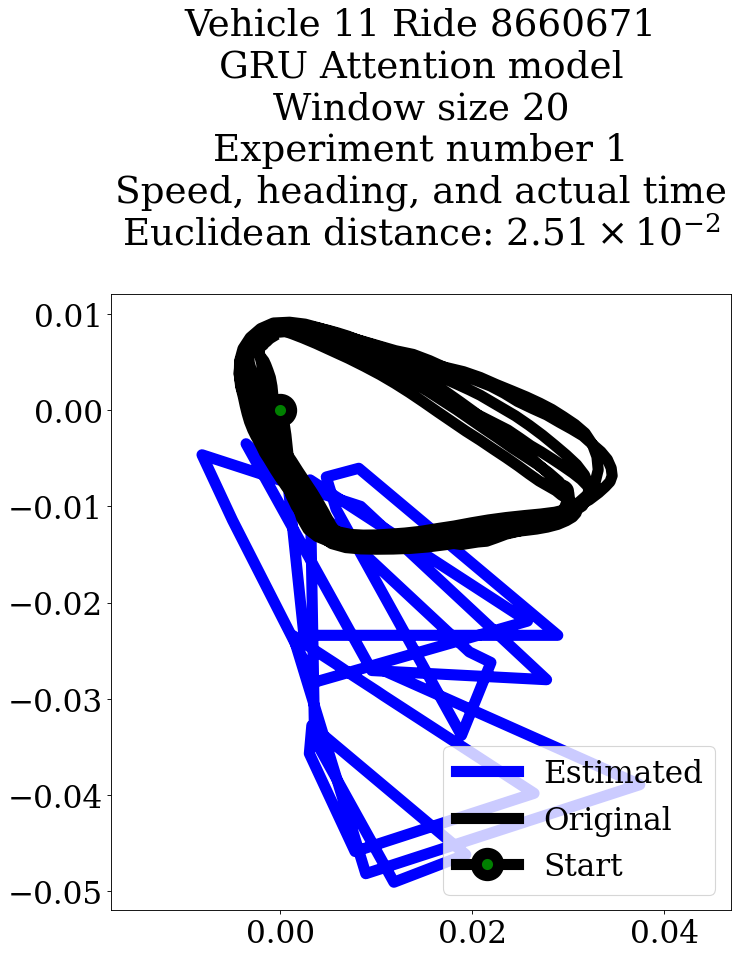 Vehicle 11 Ride 8660671
GRU Attention model
Window size 20
Experiment number 1
Speed, heading, and actual time
Euclidean distance: 2.51 × 10⁻²
0.01
0.00
−0.01
−0.02
−0.03
−0.04
−0.05
Estimated
Original
Start
0.00 0.02 0.04